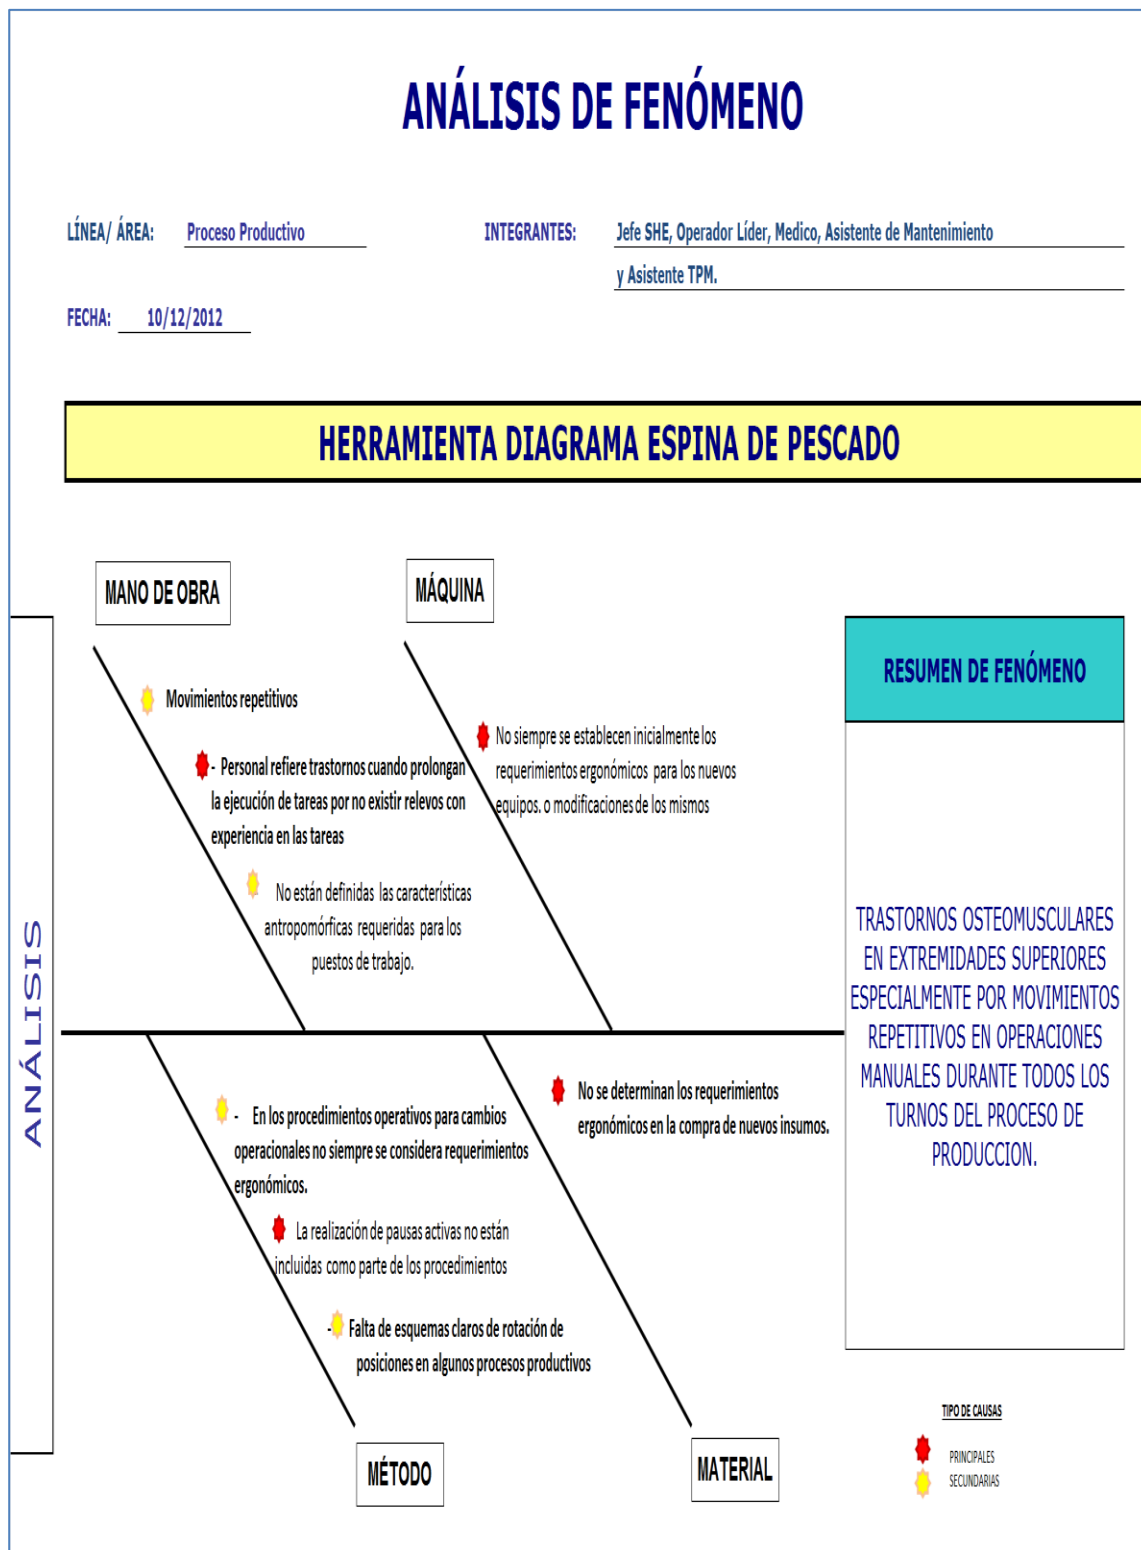 ANÁLISIS DE FENÓMENO
LÍNEA/ ÁREA: Proceso Productivo
INTEGRANTES: Jefe SHE, Operador Líder, Medico, Asistente de Mantenimiento
y Asistente TPM.
FECHA: 10/12/2012
HERRAMIENTA DIAGRAMA ESPINA DE PESCADO
ANÁLISIS
MANO DE OBRA
Movimientos repetitivos
- Personal refiere trastornos cuando prolongan
la ejecución de tareas por no existir relevos con
experiencia en las tareas
No están definidas las características
antropomórficas requeridas para los
puestos de trabajo.
MÁQUINA
No siempre se establecen inicialmente los
requerimientos ergonómicos para los nuevos
equipos. o modificaciones de los mismos
- En los procedimientos operativos para cambios
operacionales no siempre se considera requerimientos
ergonómicos.
La realización de pausas activas no están
incluidas como parte de los procedimientos
- Falta de esquemas claros de rotación de
posiciones en algunos procesos productivos
MÉTODO
No se determinan los requerimientos
ergonómicos en la compra de nuevos insumos.
MATERIAL
RESUMEN DE FENÓMENO
TRASTORNOS OSTEOMUSCULARES
EN EXTREMIDADES SUPERIORES
ESPECIALMENTE POR MOVIMIENTOS
REPETITIVOS EN OPERACIONES
MANUALES DURANTE TODOS LOS
TURNOS DEL PROCESO DE
PRODUCCION.
TIPO DE CAUSAS
PRINCIPALES
SECUNDARIAS